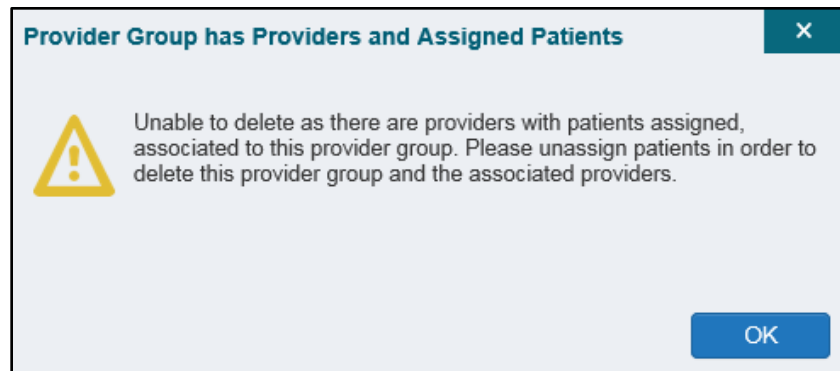 Provider Group has Providers and Assigned Patients
Unable to delete as there are providers with patients assigned,
associated to this provider group. Please unassign patients in order to
delete this provider group and the associated providers.
OK